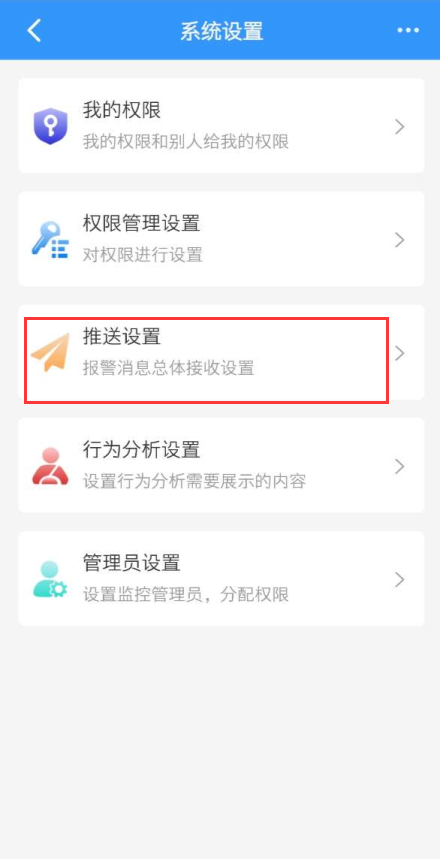 系统设置
我的权限
我的权限和别人给我的权限
权限管理设置
对权限进行设置
推送设置
报警消息总体接收设置
行为分析设置
设置行为分析需要展示的内容
管理员设置
设置监控管理员，分配权限